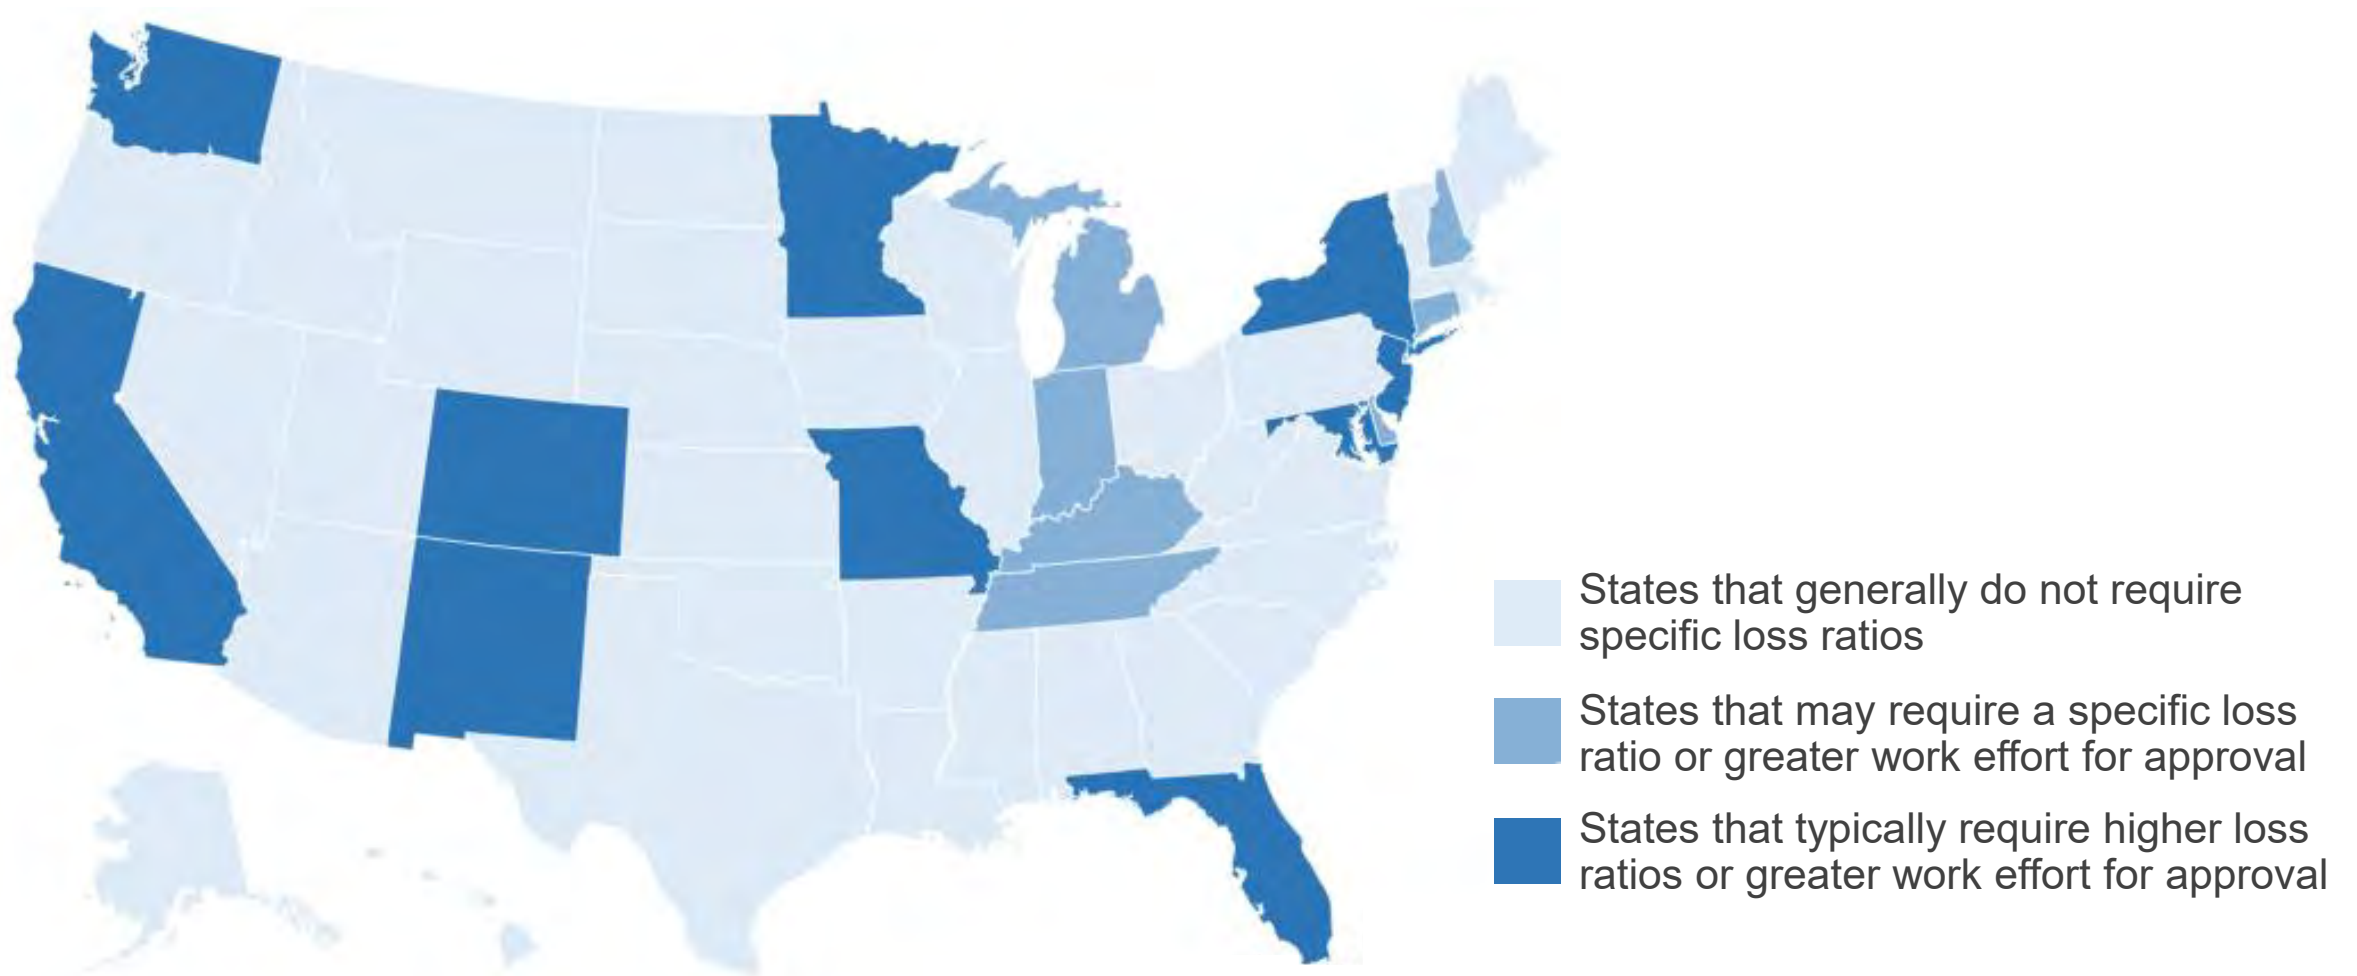 States that generally do not require
specific loss ratios
States that may require a specific loss
ratio or greater work effort for approval
States that typically require higher loss
ratios or greater work effort for approval